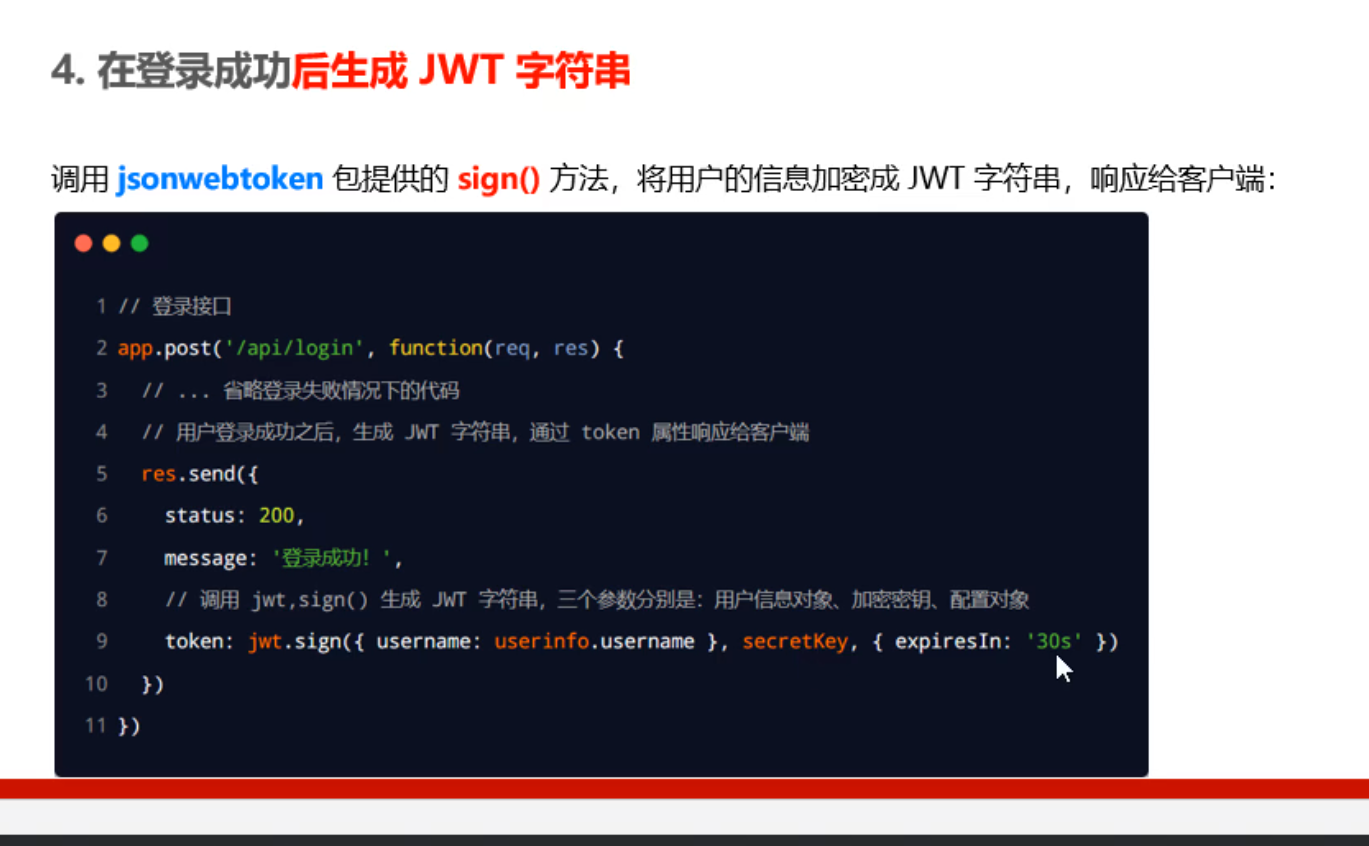 4. 在登录成功后生成 JWT 字符串
调用 jsonwebtoken 包提供的 sign() 方法，将用户的信息加密成 JWT 字符串，响应给客户端：
1 // 登录接口
2 app.post('/api/login', function(req, res) {
3 // ... 省略登录失败情况下的代码
4 // 用户登录成功之后，生成 JWT 字符串，通过 token 属性响应给客户端
5 res.send({
6 status: 200,
7 message: '登录成功！',
8 // 调用 jwt,sign() 生成 JWT 字符串，三个参数分别是：用户信息对象、加密密钥、配置对象
9 token: jwt.sign({ username: userinfo.username }, secretKey, { expiresIn: '30s' })
10 })
11 })